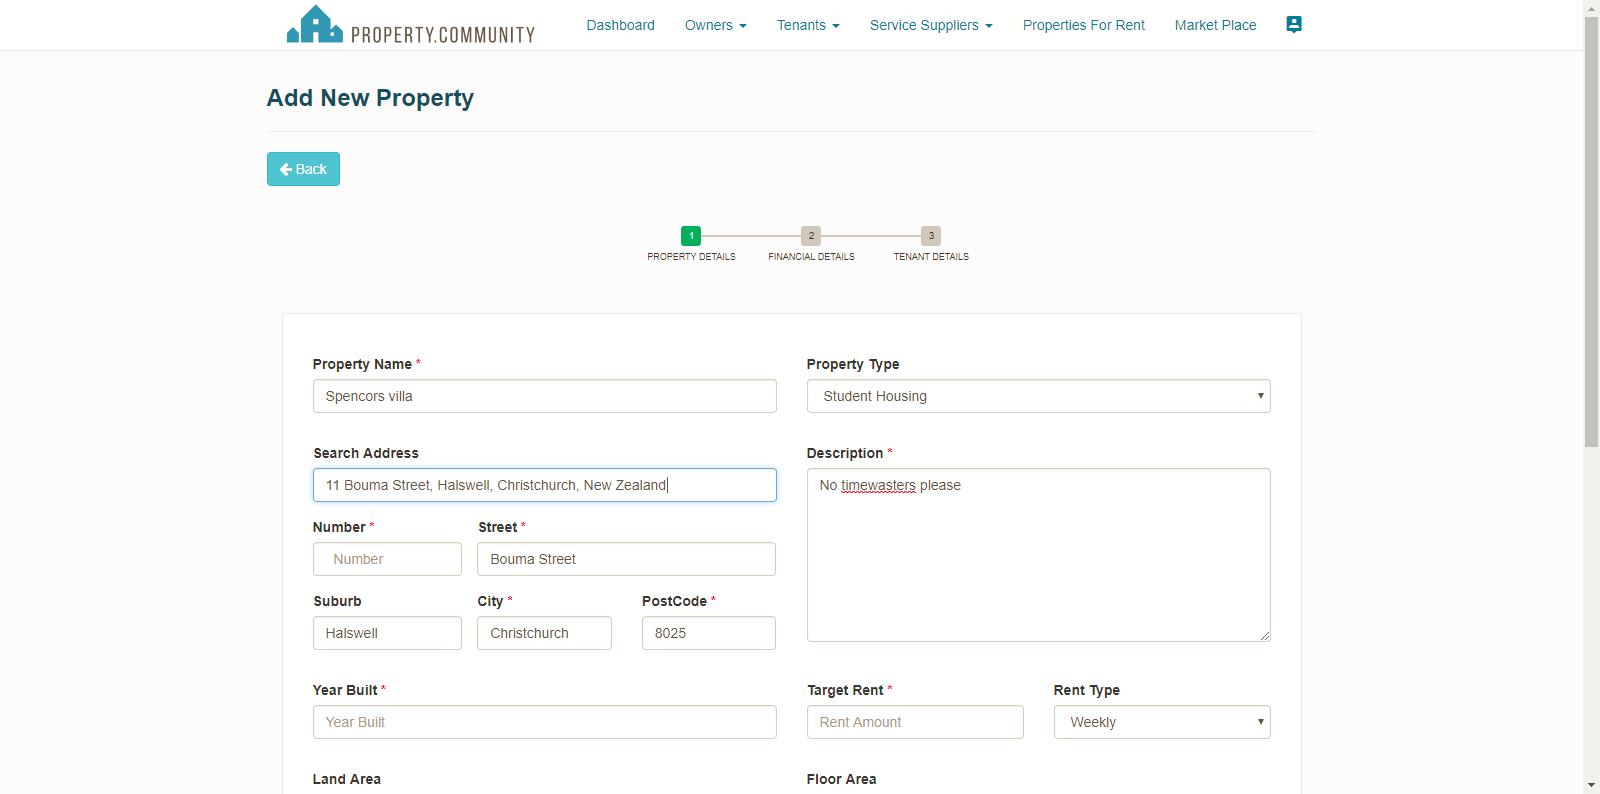 PROPERTY.COMMUNITY
Dashboard
Owners
Tenants
Service Suppliers
Properties For Rent
Market Place
Add New Property
Back
1
2
3
PROPERTY DETAILS
FINANCIAL DETAILS
TENANT DETAILS
Property Name *
Spencors villa
Property Type
Student Housing
Search Address
11 Bouma Street, Halswell, Christchurch, New Zealand
Description *
No timewasters please
Number *
Number
Street *
Bouma Street
Suburb
Halswell
City *
Christchurch
PostCode *
8025
Year Built *
Year Built
Target Rent *
Rent Amount
Rent Type
Weekly
Land Area
Floor Area